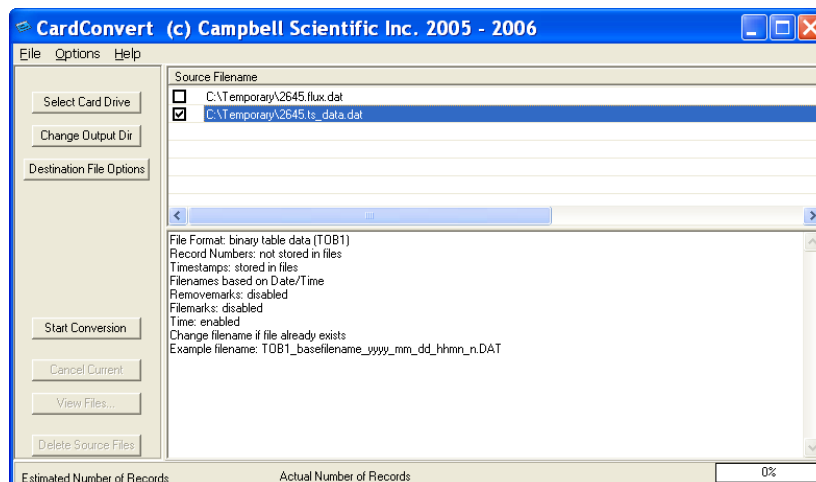 CardConvert (c) Campbell Scientific Inc. 2005 - 2006
File Options Help
Source Filename
Select Card Drive
C:\Temporary\2645.flux.dat
C:\Temporary\2645.ts_data.dat
Change Output Dir
Destination File Options
File Format: binary table data (TOB1)
Record Numbers: not stored in files
Timestamps: stored in files
Filenames based on Date/Time
Removemarks: disabled
Filemarks: disabled
Time: enabled
Change filename if file already exists
Example filename: TOB1_basefilename_yyyy_mm_dd_hhmn_n.DAT
Start Conversion
Cancel Current
View Files...
Delete Source Files
Estimated Number of Records
Actual Number of Records
0%